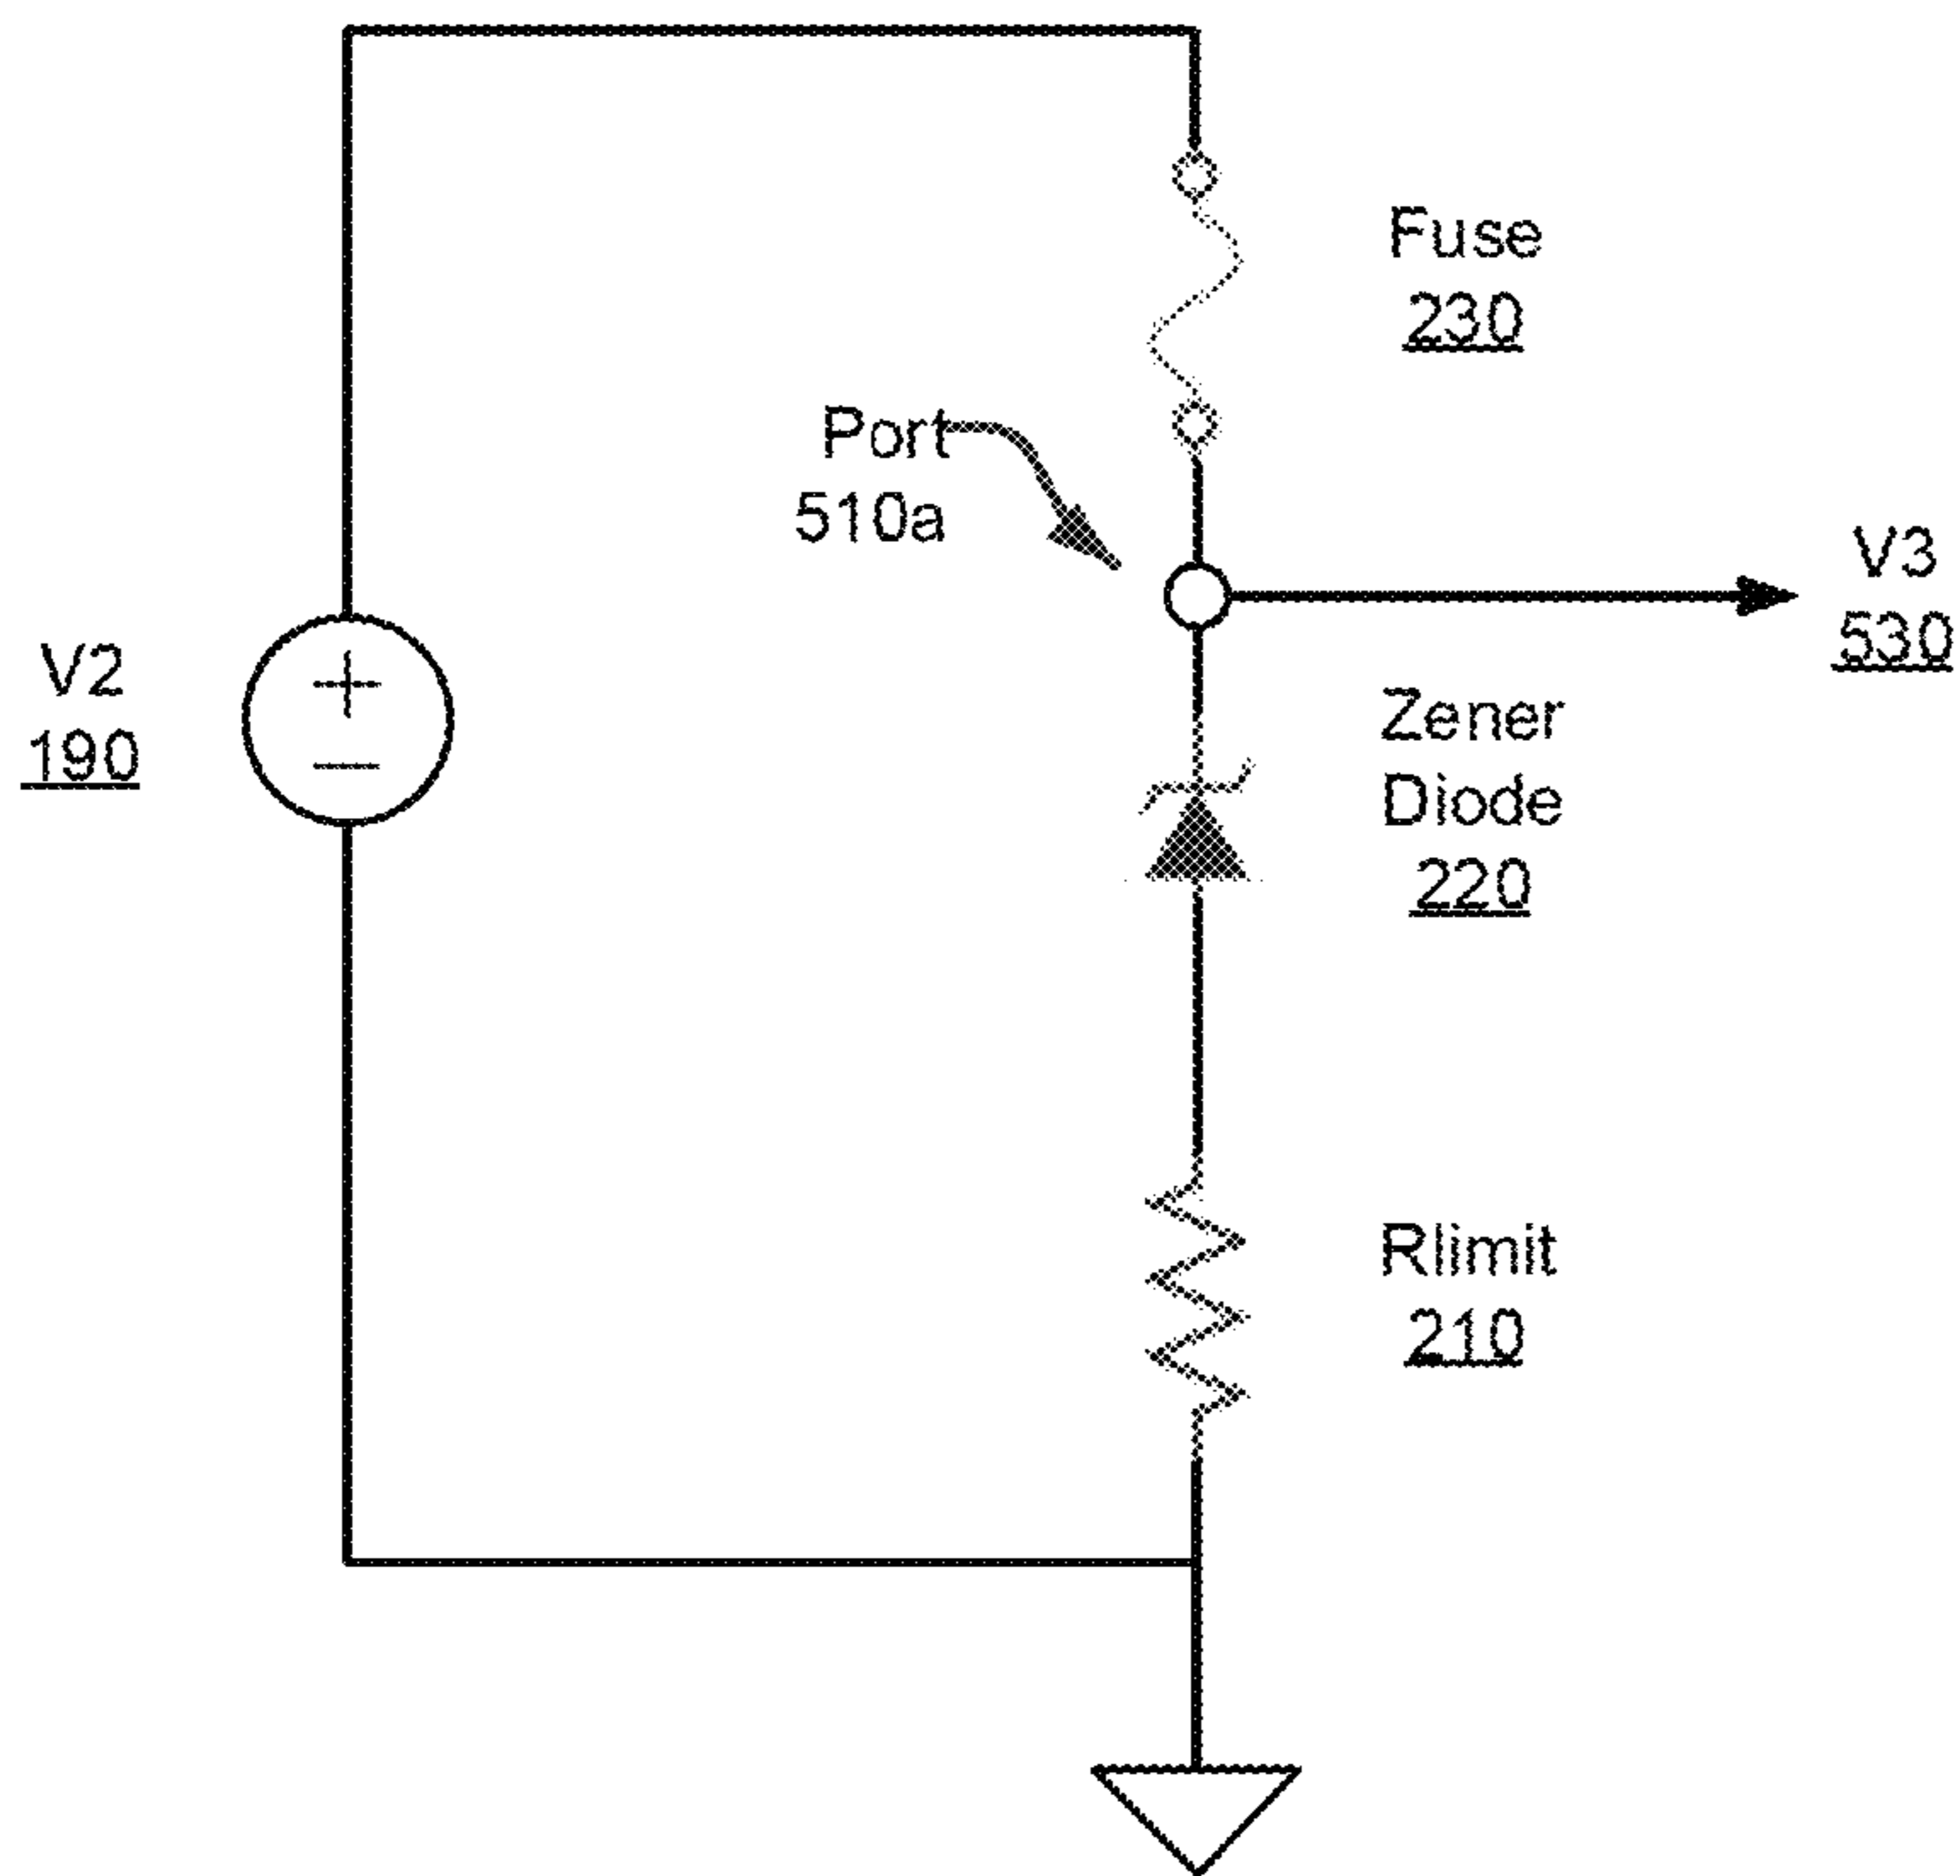 Fuse
230
Port
510a
V3
530
V2
190
Zener
Diode
220
Rlimit
210